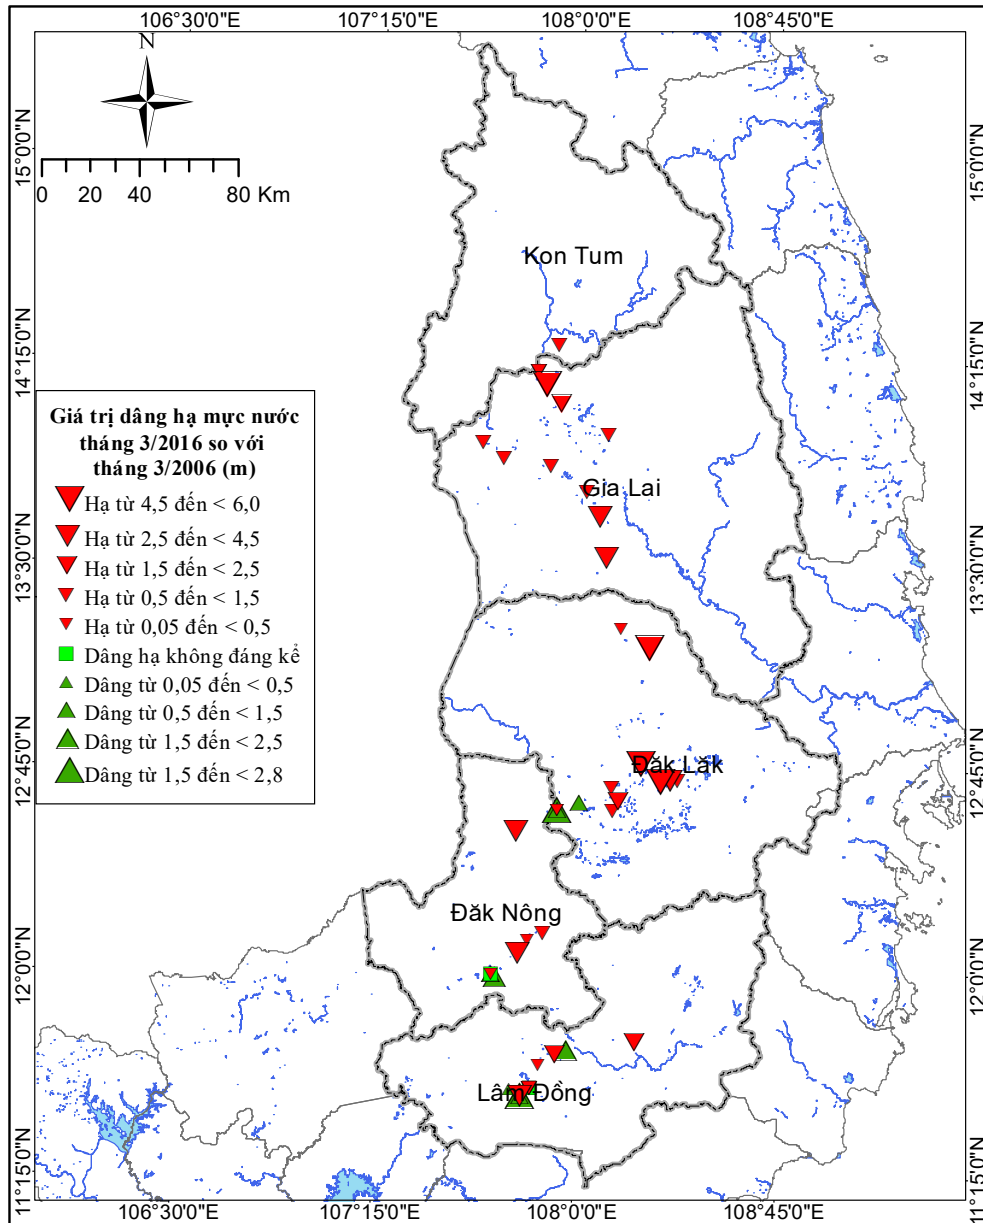 106°30'0"E 107°15'0"E 108°0'0"E 108°45'0"E
N
0 20 40 80 Km
15°0'0"N
15°0'0"N
Kon Tum
14°15'0"N
14°15'0"N
Giá trị dâng hạ mực nước
tháng 3/2016 so với
tháng 3/2006 (m)
Hạ từ 4,5 đến < 6,0
Hạ từ 2,5 đến < 4,5
Hạ từ 1,5 đến < 2,5
Hạ từ 0,5 đến < 1,5
Hạ từ 0,05 đến < 0,5
Dâng hạ không đáng kể
Dâng từ 0,05 đến < 0,5
Dâng từ 0,5 đến < 1,5
Dâng từ 1,5 đến < 2,5
Dâng từ 1,5 đến < 2,8
Gia Lai
13°30'0"N
13°30'0"N
12°45'0"N
12°45'0"N
Đăk Lăk
Đăk Nông
12°0'0"N
12°0'0"N
Lâm Đồng
11°15'0"N
11°15'0"N
106°30'0"E 107°15'0"E 108°0'0"E 108°45'0"E